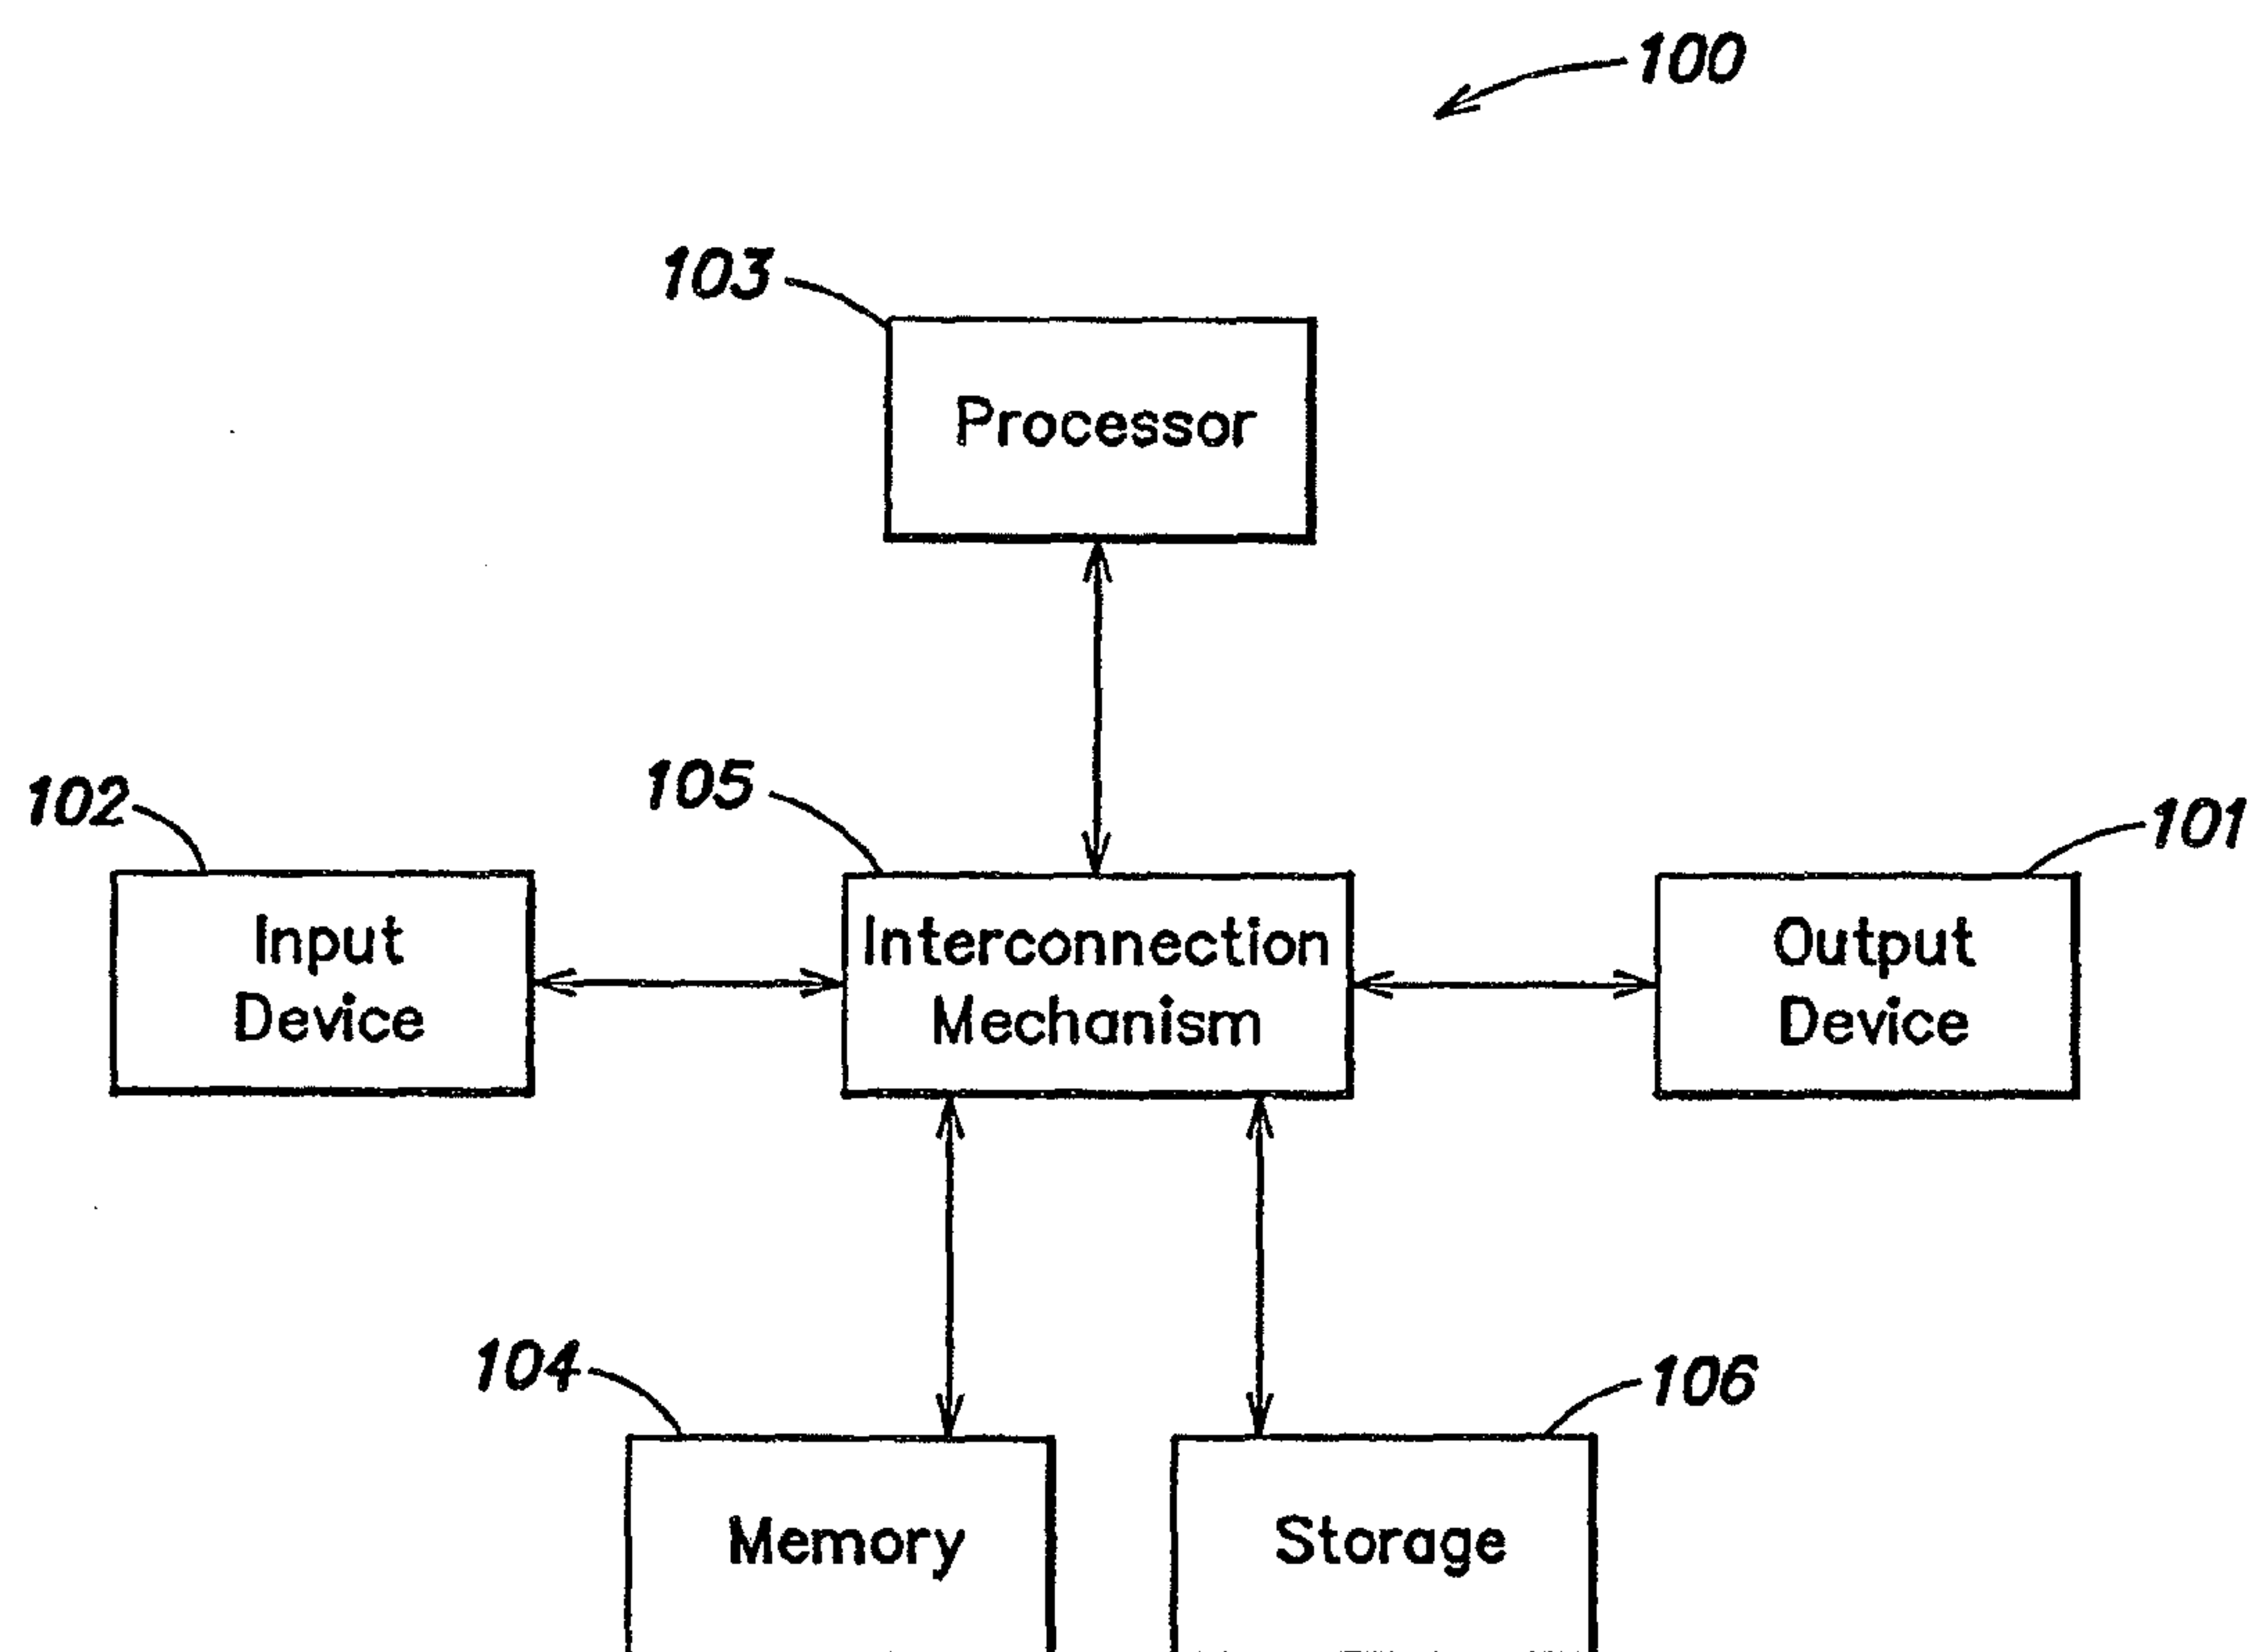 100
103
Processor
102
105
101
Input
Device
Interconnection
Mechanism
Output
Device
104
106
Memory
Storage